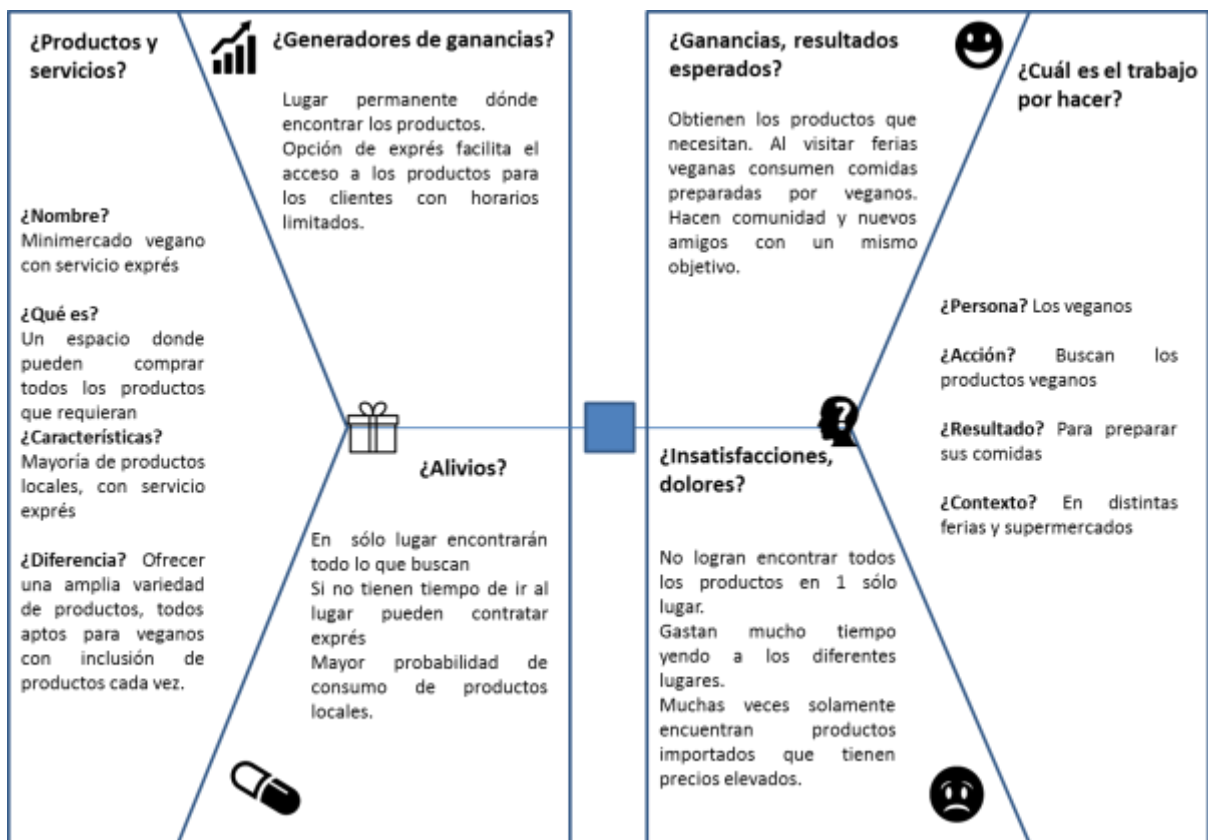 ¿Productos y
servicios?
¿Nombre?
Minimercado vegano
con servicio exprés
¿Qué es?
Un espacio donde
pueden comprar
todos los productos
que requieran
¿Características?
Mayoría de productos
locales, con servicio
exprés
¿Diferencia? Ofrecer
una amplia variedad
de productos, todos
aptos para veganos
con inclusión de
productos cada vez.
¿Generadores de ganancias?
Lugar permanente dónde
encontrar los productos.
Opción de exprés facilita el
acceso a los productos para
los clientes con horarios
limitados.
¿Alivios?
En sólo lugar encontrarán
todo lo que buscan
Si no tienen tiempo de ir al
lugar pueden contratar
exprés
Mayor probabilidad de
consumo de productos
locales.
¿Ganancias, resultados
esperados?
Obtienen los productos que
necesitan. Al visitar ferias
veganas consumen comidas
preparadas por veganos.
Hacen comunidad y nuevos
amigos con un mismo
objetivo.
?
¿Insatisfacciones,
dolores?
No logran encontrar todos
los productos en 1 sólo
lugar.
Gastan mucho tiempo
yendo a los diferentes
lugares.
Muchas veces solamente
encuentran productos
importados que tienen
precios elevados.
¿Cuál es el trabajo
por hacer?
¿Persona? Los veganos
¿Acción? Buscan los
productos veganos
¿Resultado? Para preparar
sus comidas
¿Contexto? En distintas
ferias y supermercados